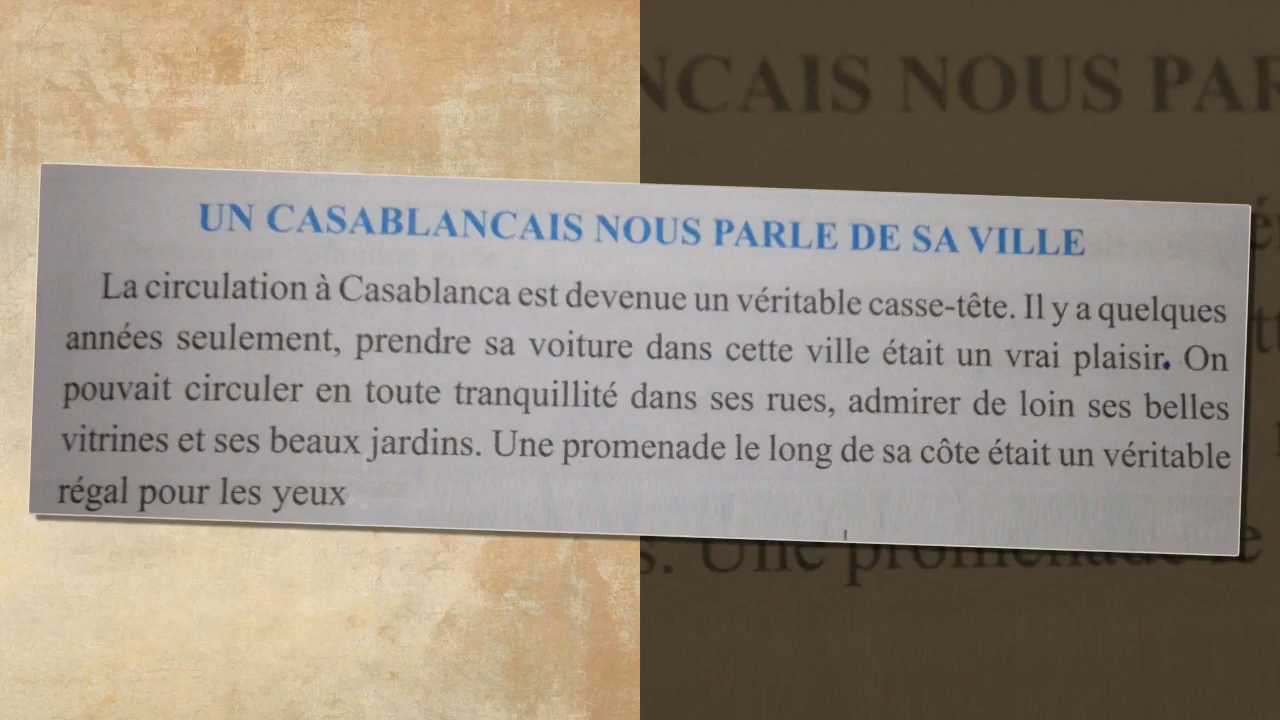 UN CASABLANCAIS NOUS PARLE DE SA VILLE
La circulation à Casablanca est devenue un véritable casse-tête. Il y a quelques
années seulement, prendre sa voiture dans cette ville était un vrai plaisir. On
pouvait circuler en toute tranquillité dans ses rues, admirer de loin ses belles
vitrines et ses beaux jardins. Une promenade le long de sa côte était un véritable
régal pour les yeux